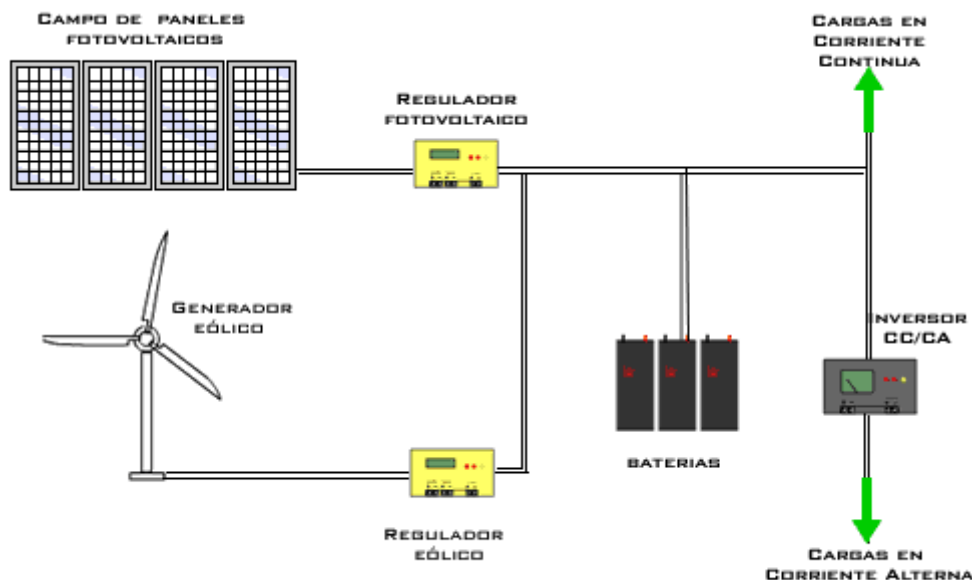 CAMPO DE PANELES
FOTOVOLTAICOS
CARGAS EN
CORRIENTE
CONTINUA
REGULADOR
FOTOVOLTAICO
GENERADOR
EÓLICO
INVERSOR
CC/CA
BATERIAS
REGULADOR
EÓLICO
CARGAS EN
CORRIENTE ALTERNA